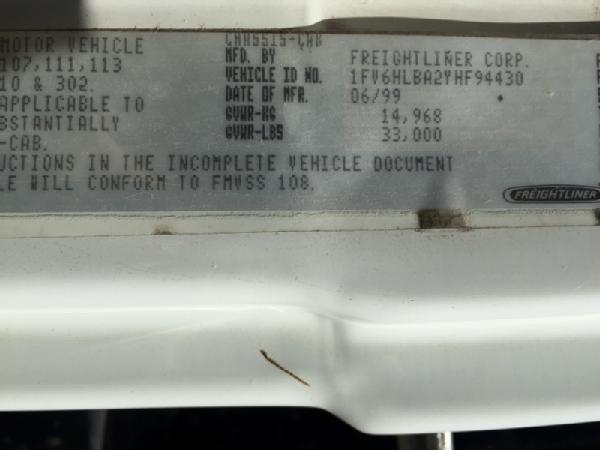 MOTOR VEHICLE CHASSIS-CAB
107,111,113 MFD. BY FREIGHTLINER CORP.
10 & 302. VEHICLE ID NO. 1FV6HLBA2YHF94430
APPLICABLE TO DATE OF MFR. 06/99
BSTANTIALLY GVWR-KG 14,968
-CAB. GVWR-LBS 33,000
UCTIONS IN THE INCOMPLETE VEHICLE DOCUMENT
LE WILL CONFORM TO FMVSS 108.
FREIGHTLINER